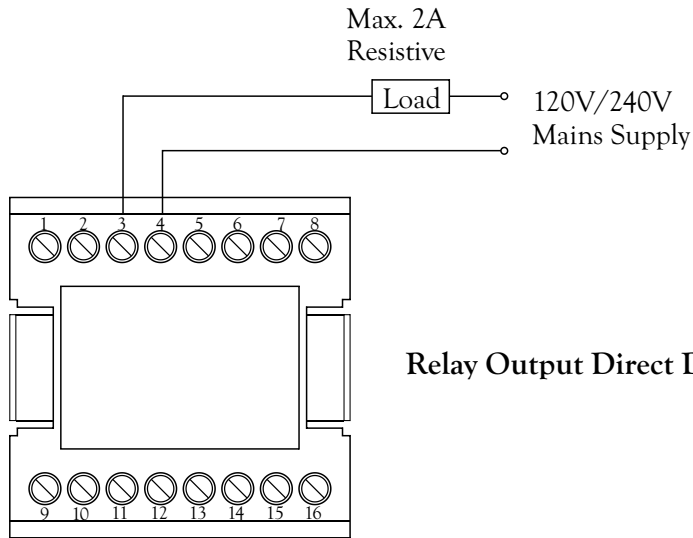 Max. 2A
Resistive
Load
120V/240V
Mains Supply
1 2 3 4 5 6 7 8
Relay Output Direct D
9 10 11 12 13 14 15 16